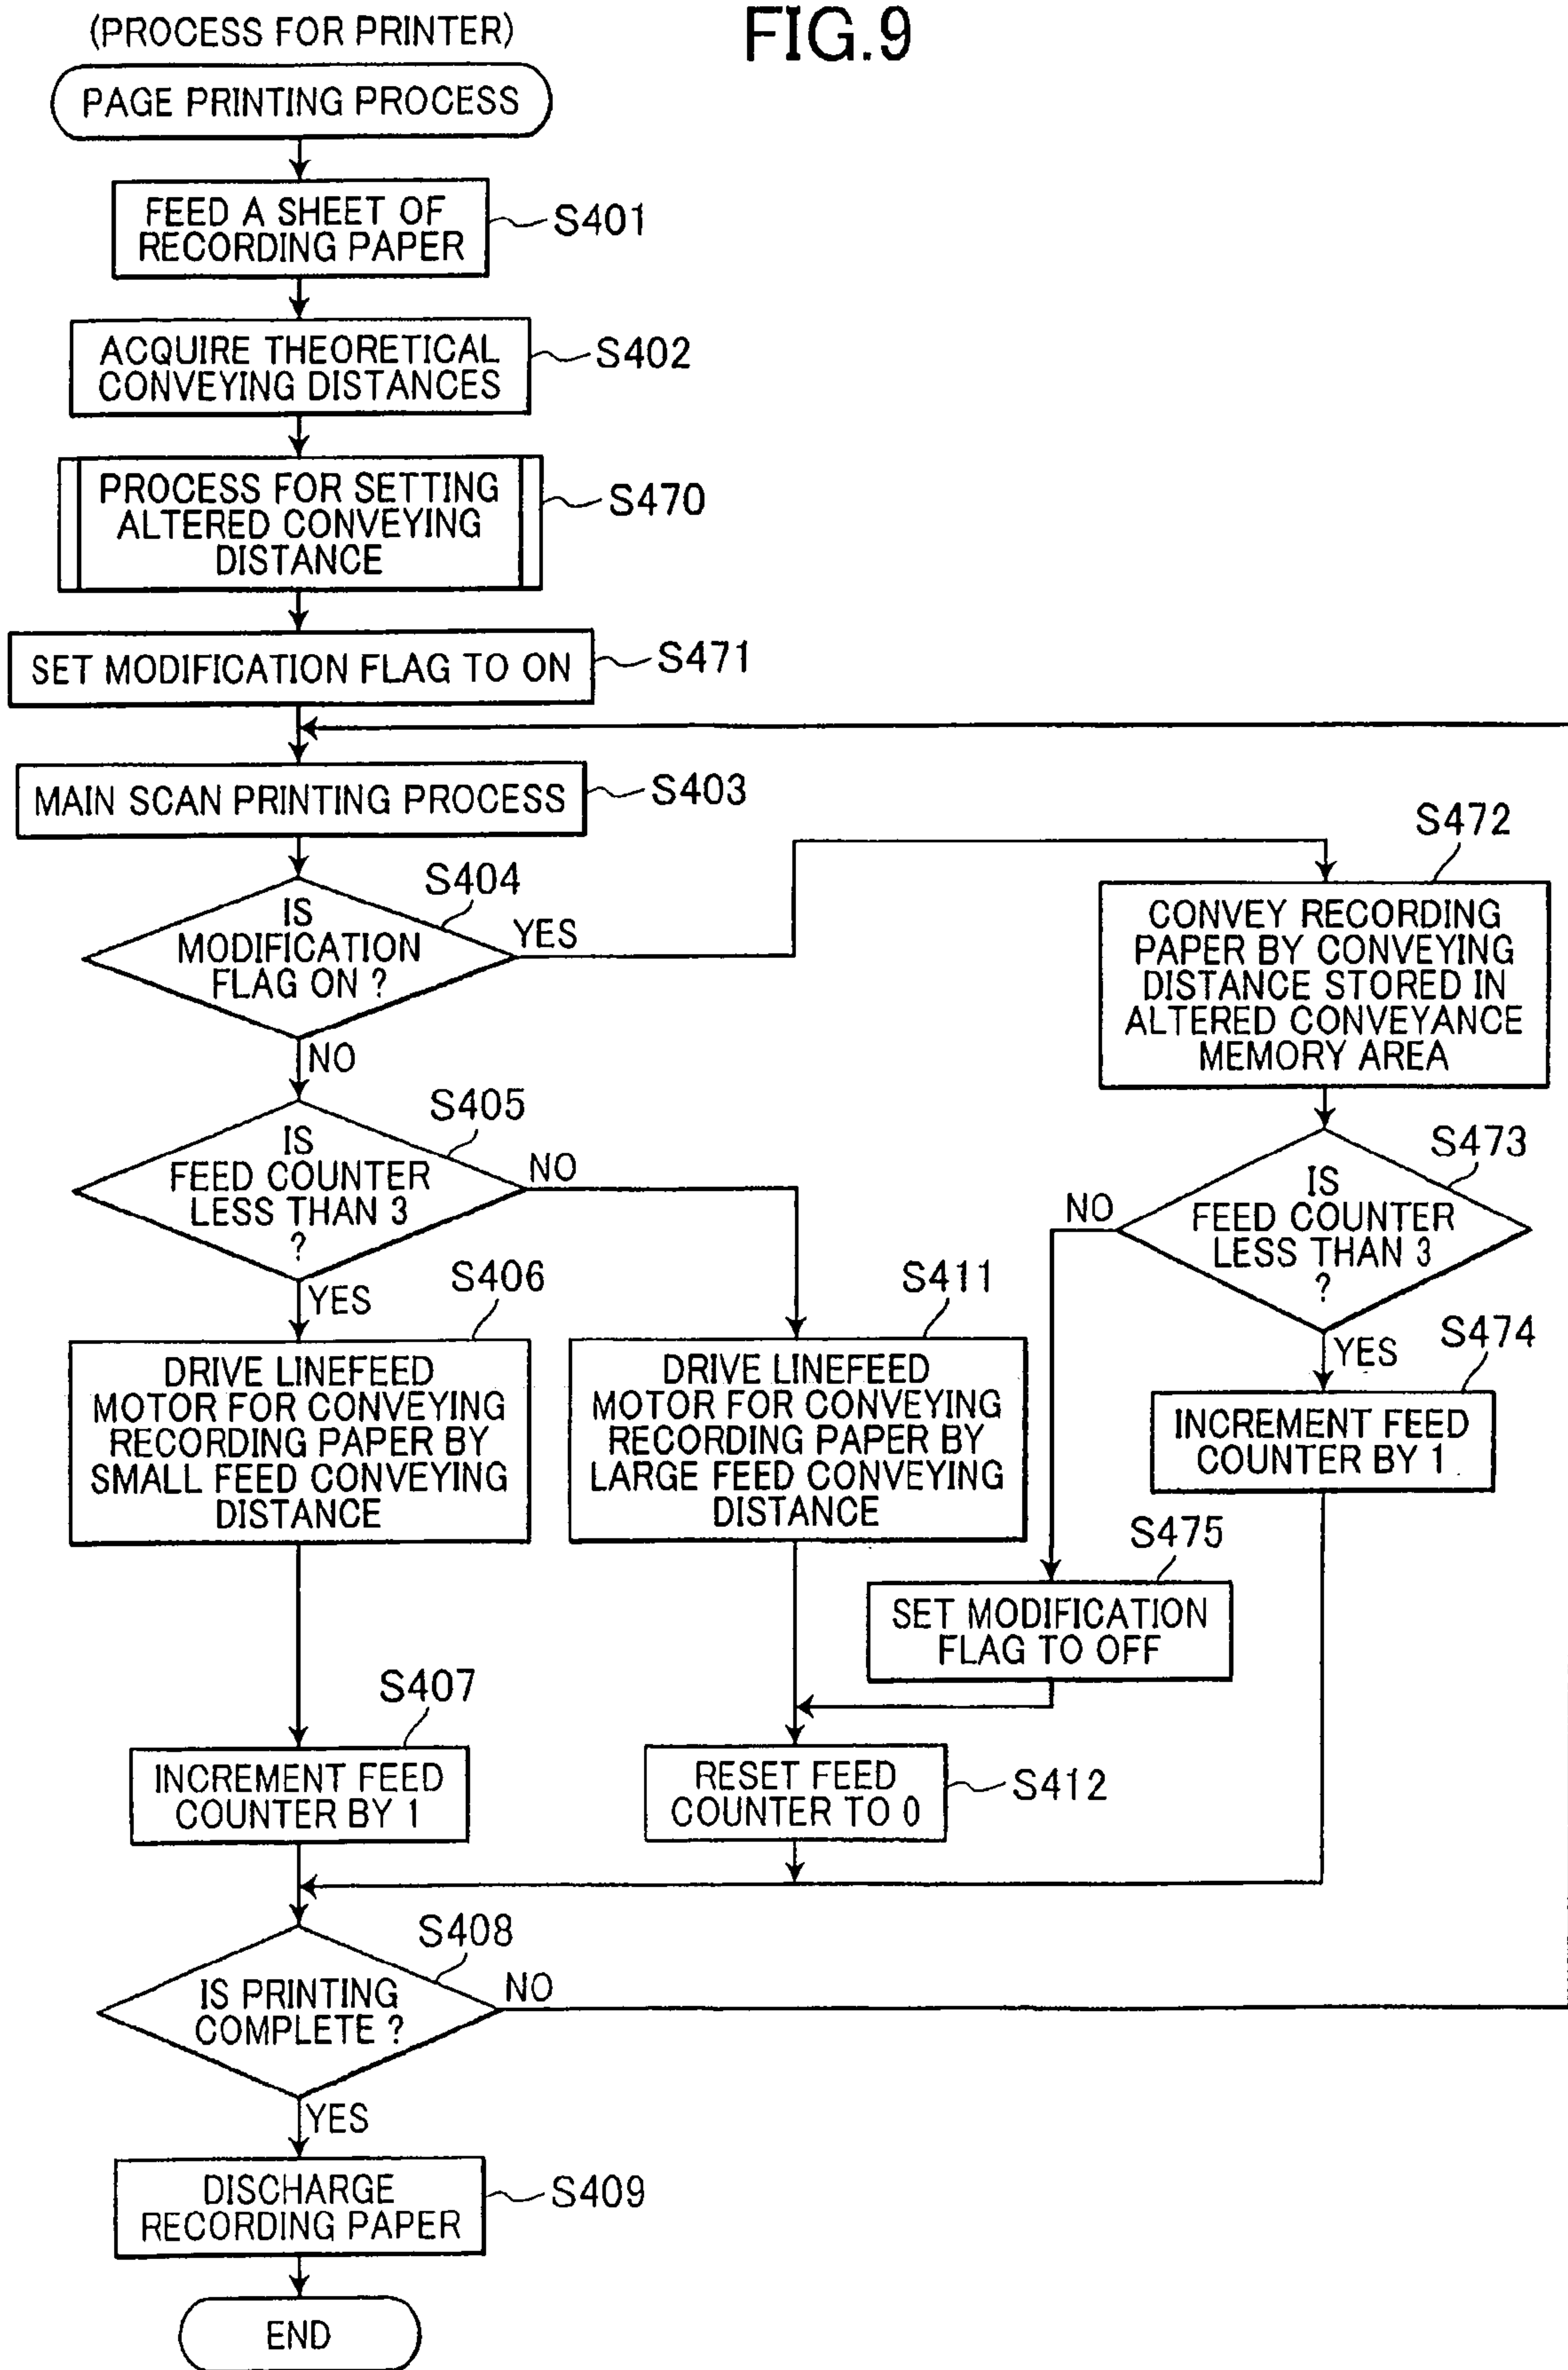 FIG.9
(PROCESS FOR PRINTER)
PAGE PRINTING PROCESS
FEED A SHEET OF
RECORDING PAPER
S401
ACQUIRE THEORETICAL
CONVEYING DISTANCES
S402
PROCESS FOR SETTING
ALTERED CONVEYING
DISTANCE
S470
SET MODIFICATION FLAG TO ON
S471
MAIN SCAN PRINTING PROCESS
S403
S404
IS
MODIFICATION
FLAG ON ?
YES
NO
S472
CONVEY RECORDING
PAPER BY CONVEYING
DISTANCE STORED IN
ALTERED CONVEYANCE
MEMORY AREA
S405
IS
FEED COUNTER
LESS THAN 3
?
NO
YES
S473
IS
FEED COUNTER
LESS THAN 3
?
NO
YES
S406
DRIVE LINEFEED
MOTOR FOR CONVEYING
RECORDING PAPER BY
SMALL FEED CONVEYING
DISTANCE
S411
DRIVE LINEFEED
MOTOR FOR CONVEYING
RECORDING PAPER BY
LARGE FEED CONVEYING
DISTANCE
S474
INCREMENT FEED
COUNTER BY 1
S475
SET MODIFICATION
FLAG TO OFF
S407
INCREMENT FEED
COUNTER BY 1
RESET FEED
COUNTER TO 0
S412
S408
IS PRINTING
COMPLETE ?
NO
YES
DISCHARGE
RECORDING PAPER
S409
END